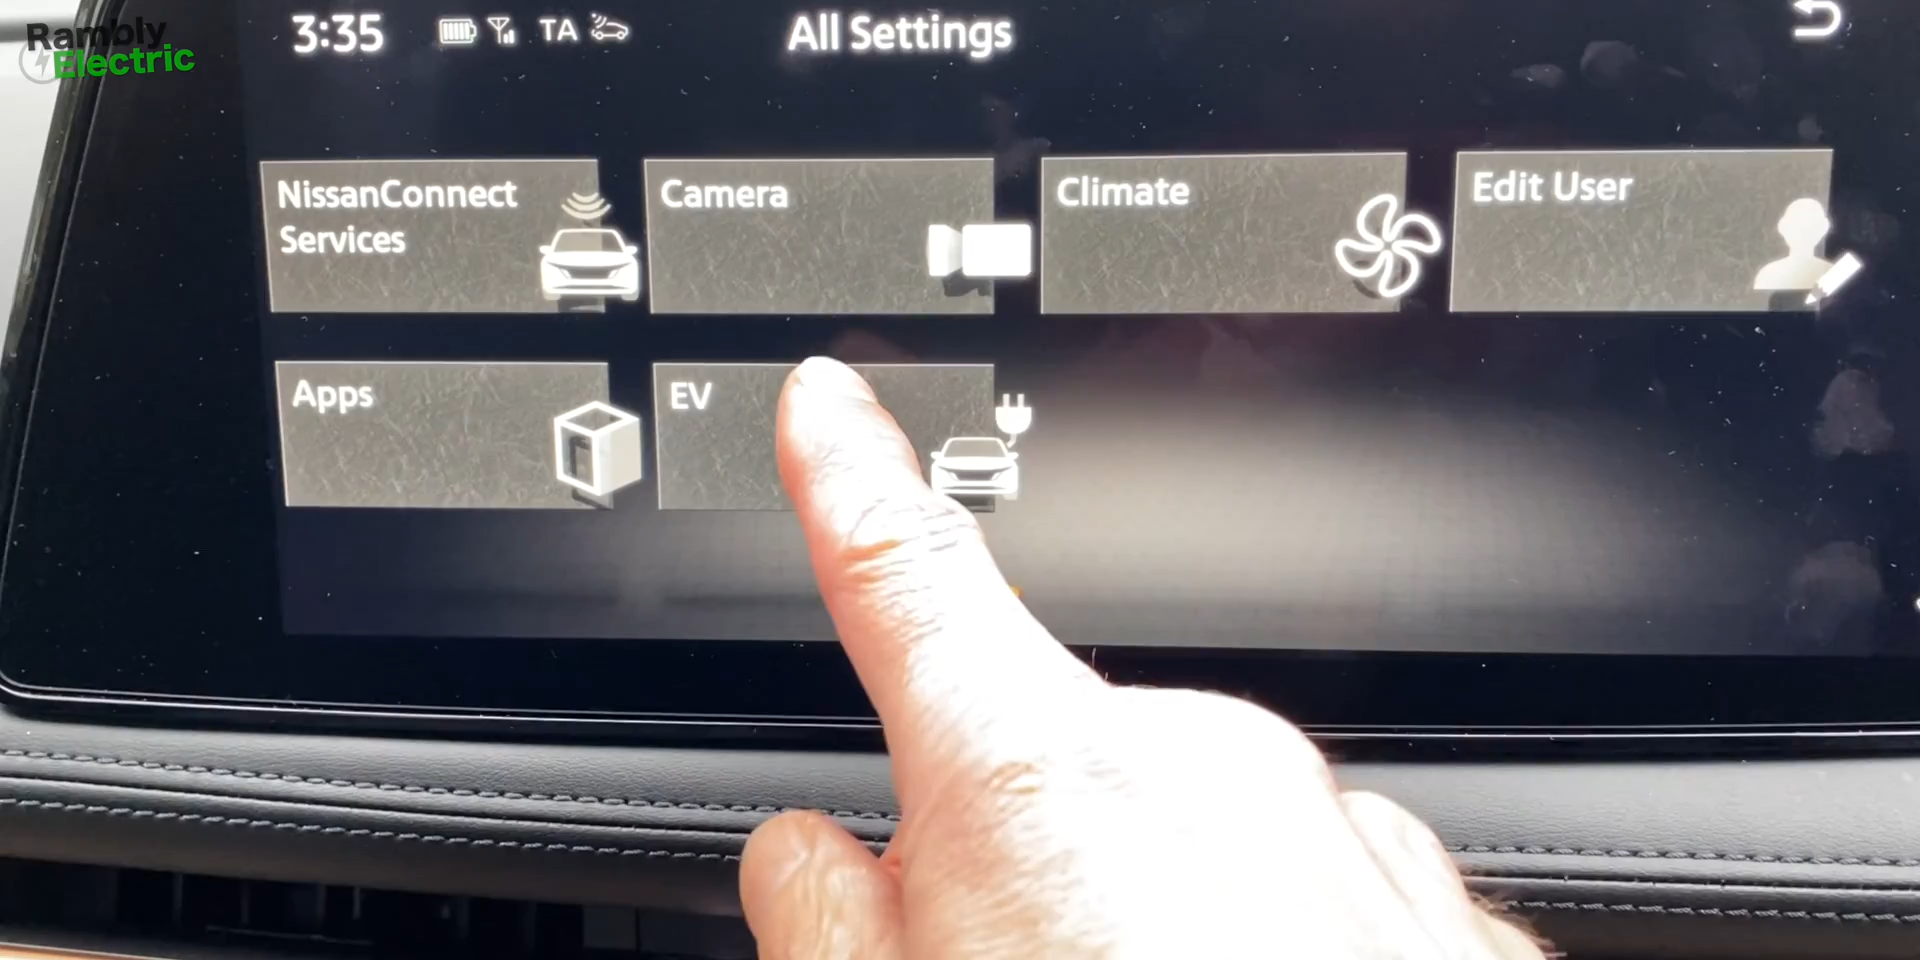 Rambly
Electric
3:35
TA
All Settings
NissanConnect
Services
Camera
Climate
Edit User
Apps
EV